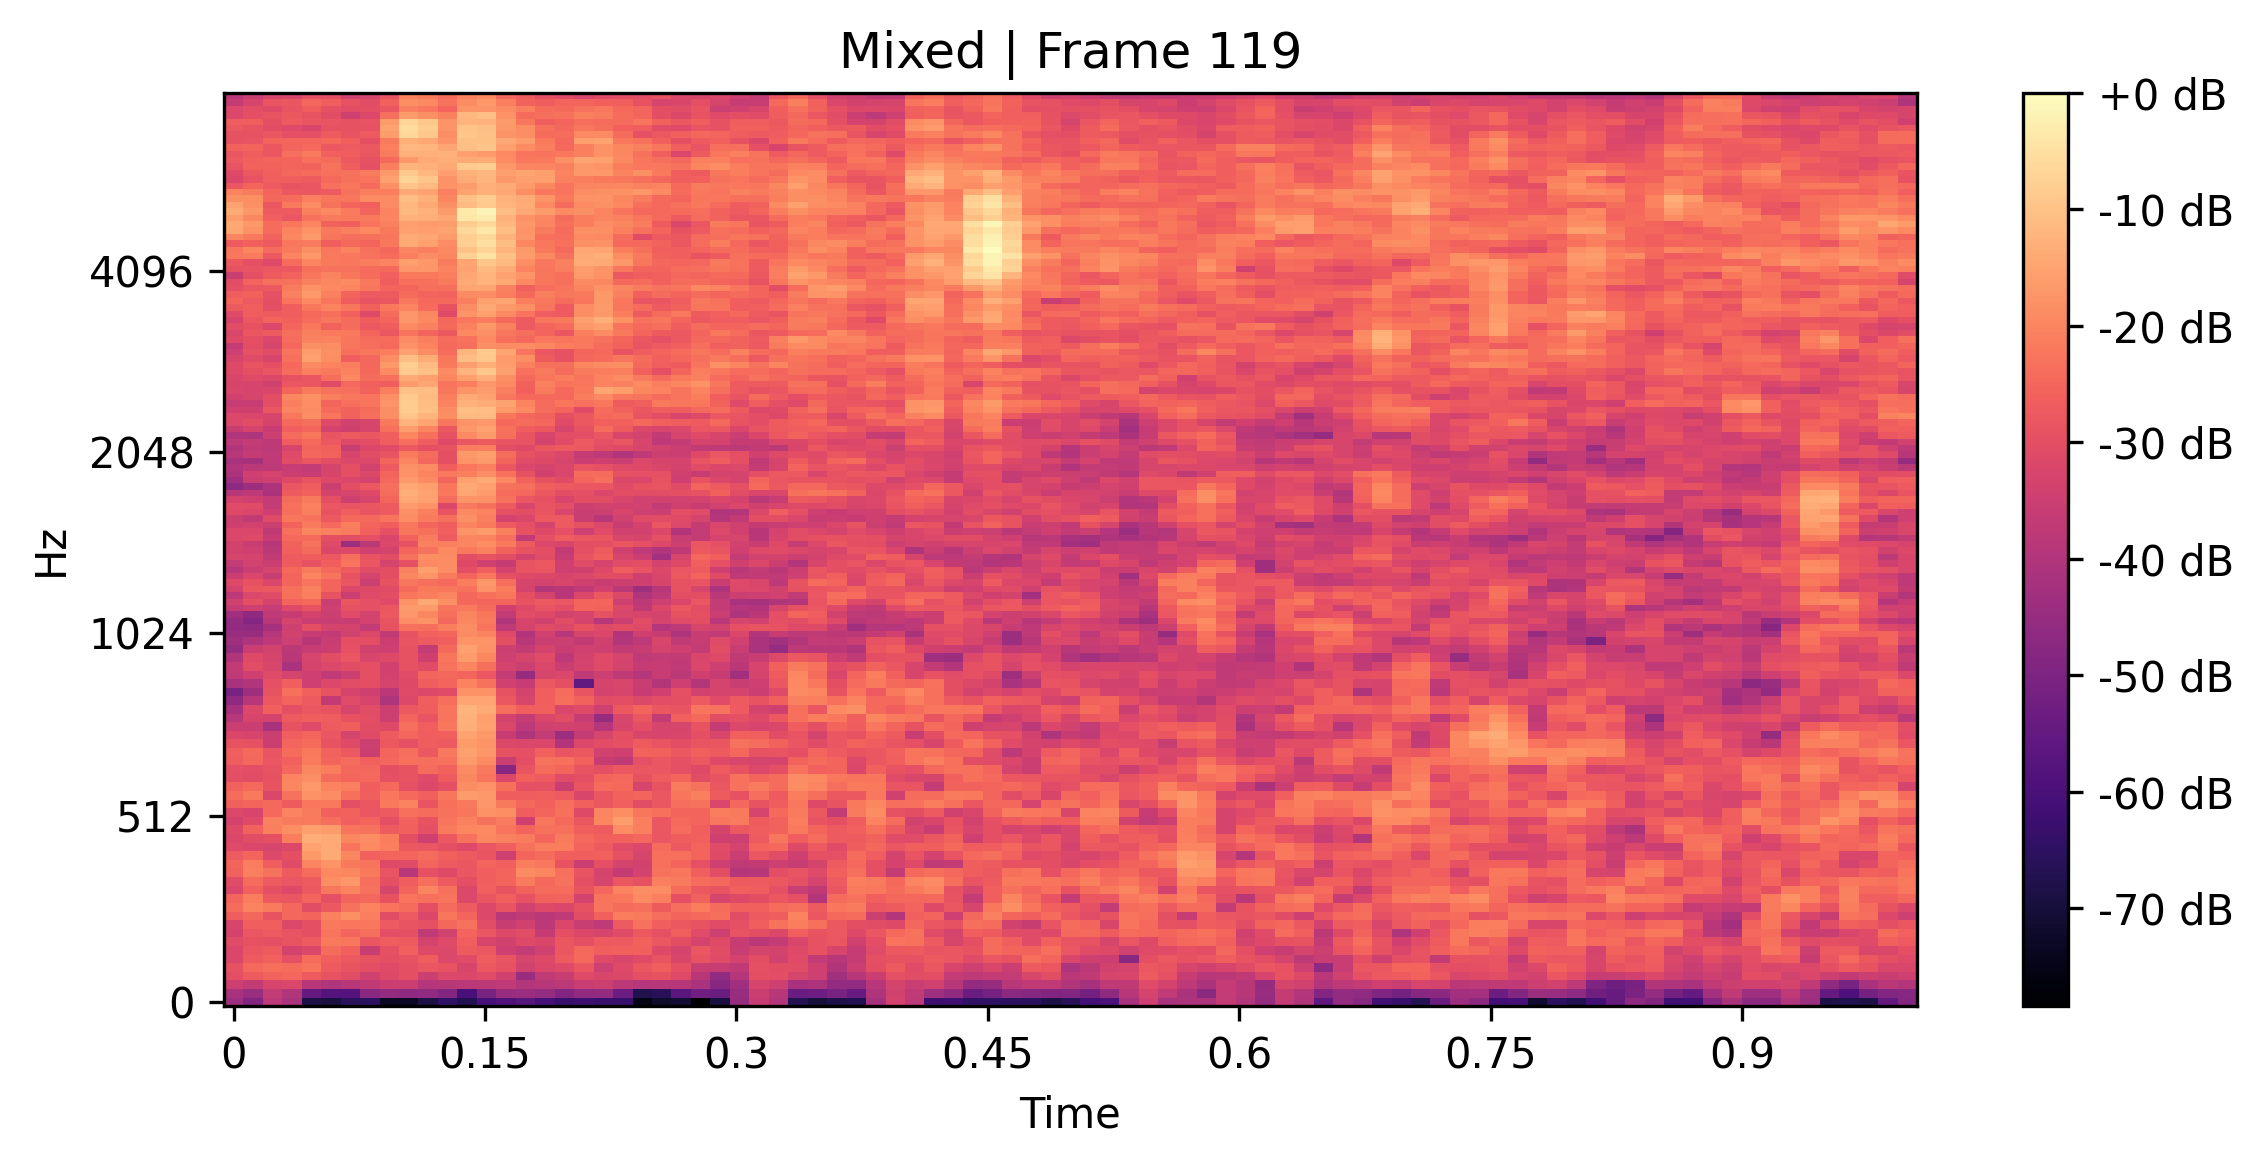 Mixed | Frame 119
Hz
4096
2048
1024
512
0
0 0.15 0.3 0.45 0.6 0.75 0.9
Time
+0 dB
-10 dB
-20 dB
-30 dB
-40 dB
-50 dB
-60 dB
-70 dB